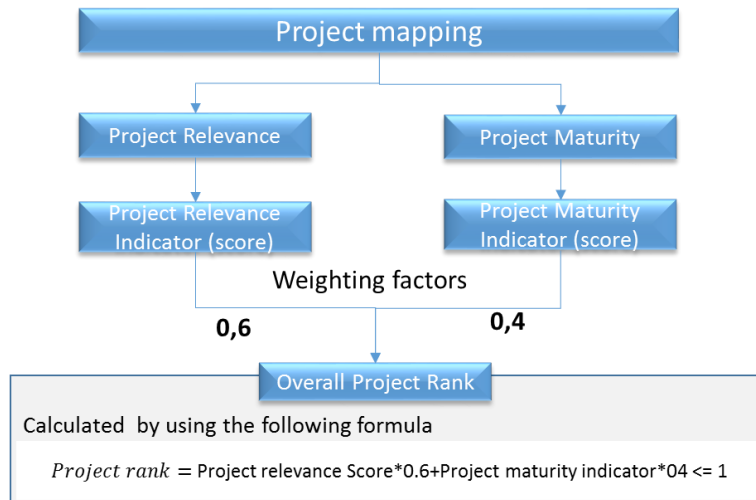 Project mapping
Project Relevance
Project Maturity
Project Relevance
Indicator (score)
Project Maturity
Indicator (score)
Weighting factors
0,6
0,4
Overall Project Rank
Calculated by using the following formula
Project rank = Project relevance Score*0.6+Project maturity indicator*04 <= 1